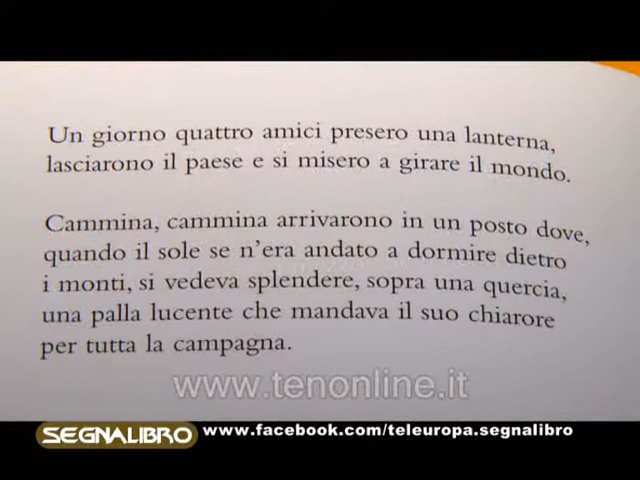 Un giorno quattro amici presero una lanterna,
lasciarono il paese e si misero a girare il mondo.
Cammina, cammina arrivarono in un posto dove,
quando il sole se n'era andato a dormire dietro
i monti, si vedeva splendere, sopra una quercia,
una palla lucente che mandava il suo chiarore
per tutta la campagna.
www.tenonline.it
SEGNALIBRO www.facebook.com/teleuropa.segnalibro